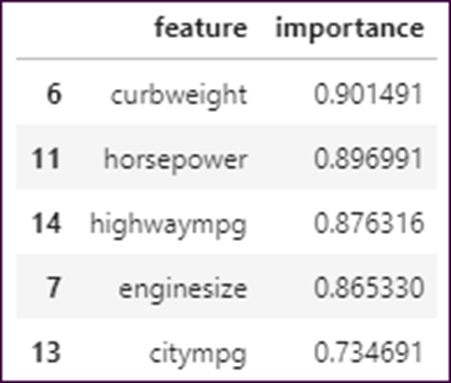 feature importance
6 curbweight 0.901491
11 horsepower 0.896991
14 highwaympg 0.876316
7 enginesize 0.865330
13 citympg 0.734691